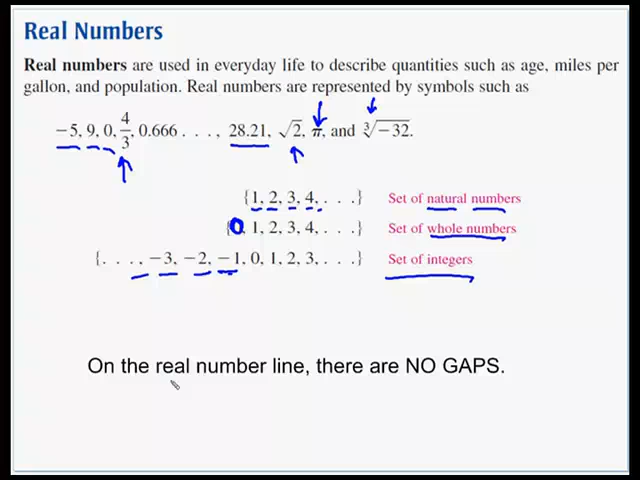 Real Numbers
Real numbers are used in everyday life to describe quantities such as age, miles per
gallon, and population. Real numbers are represented by symbols such as
−5, 9, 0, 4/3, 0.666 . . . , 28.21, √2, π, and ∛−32.
{1, 2, 3, 4, . . . } Set of natural numbers
{0, 1, 2, 3, 4, . . . } Set of whole numbers
{. . . , −3, −2, −1, 0, 1, 2, 3, . . . } Set of integers
On the real number line, there are NO GAPS.